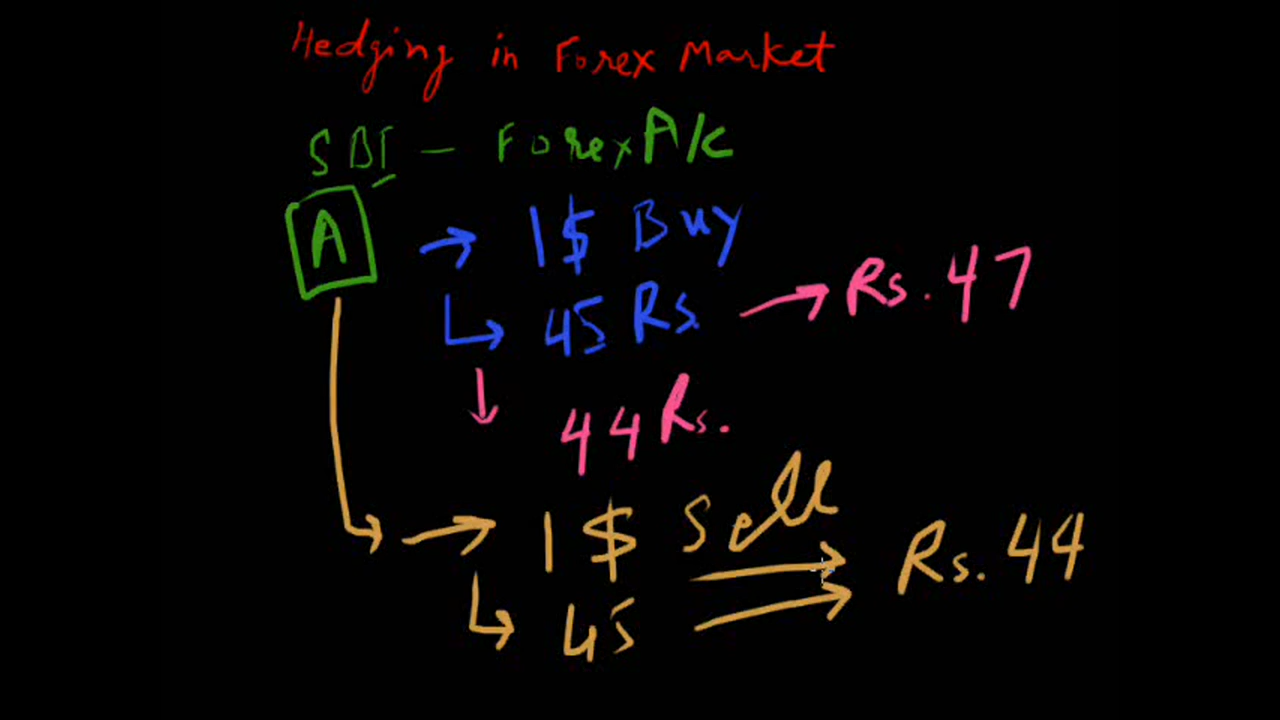 Hedging in Forex Market
SBI - Forex A/c
A → 1$ Buy
45 Rs. → Rs. 47
44 Rs.
→ 1$ Sell
45 → Rs. 44